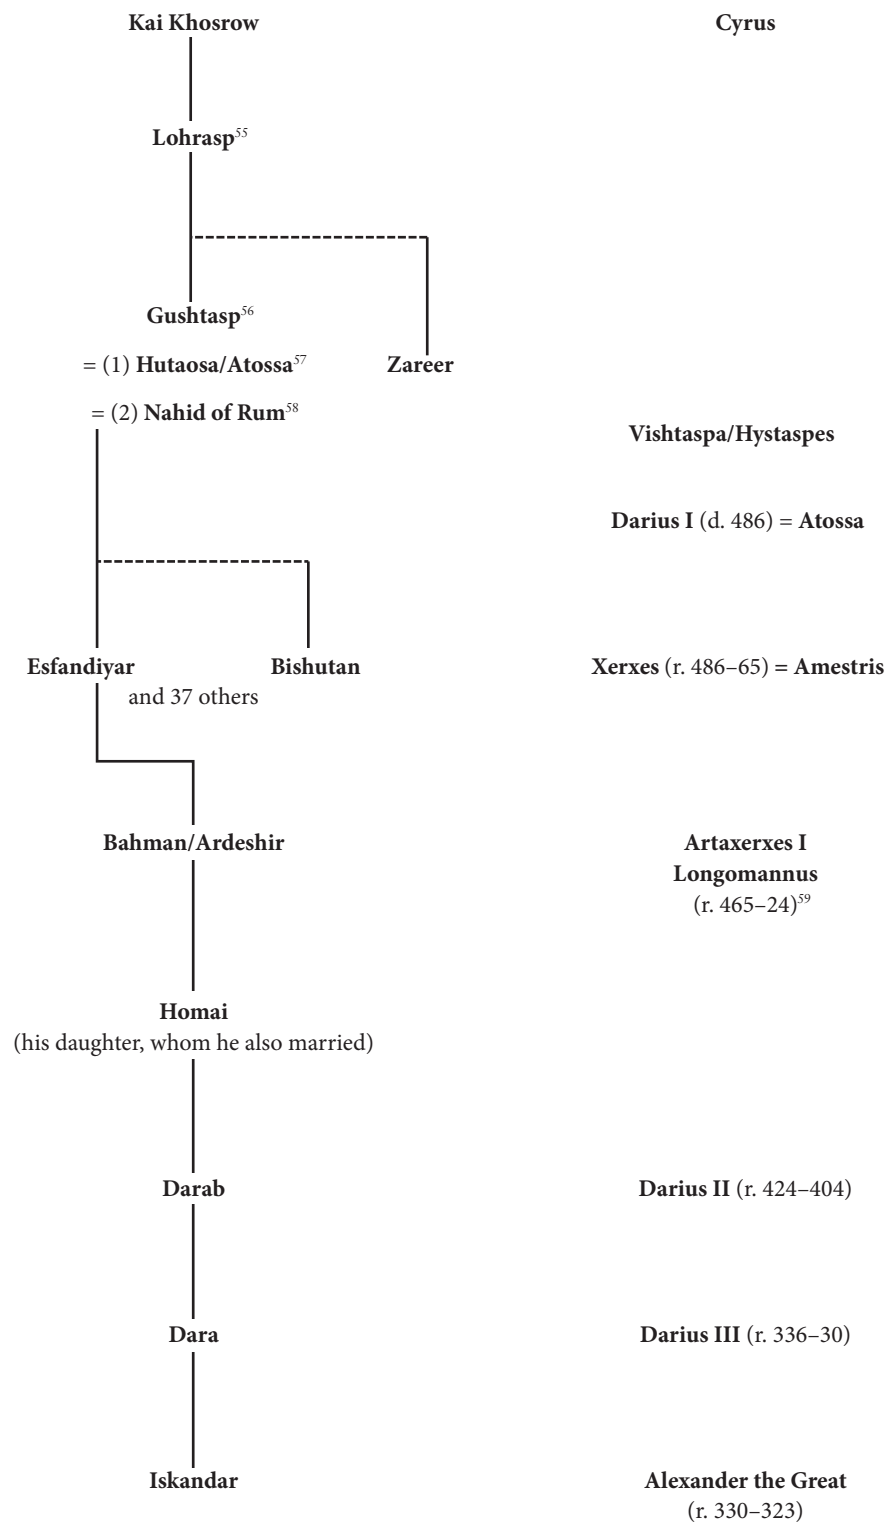 Kai Khosrow
Cyrus
Lohrasp55
Gushtasp56
= (1) Hutaosa/Atossa57
Zareer
= (2) Nahid of Rum58
Vishtaspa/Hystaspes
Darius I (d. 486) = Atossa
Esfandiyar
Bishutan
Xerxes (r. 486–65) = Amestris
and 37 others
Bahman/Ardeshir
Artaxerxes I
Longomannus
(r. 465–24)59
Homai
(his daughter, whom he also married)
Darab
Darius II (r. 424–404)
Dara
Darius III (r. 336–30)
Iskandar
Alexander the Great
(r. 330–323)